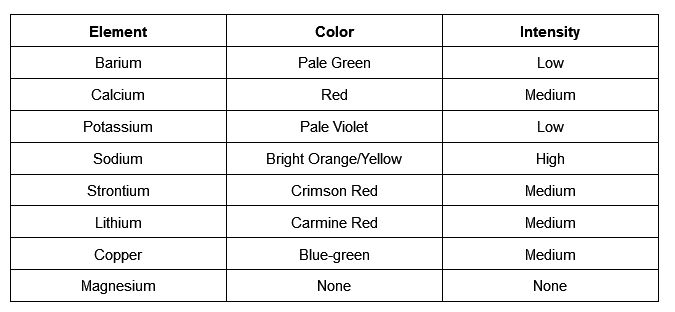 Element Color Intensity
Barium Pale Green Low
Calcium Red Medium
Potassium Pale Violet Low
Sodium Bright Orange/Yellow High
Strontium Crimson Red Medium
Lithium Carmine Red Medium
Copper Blue-green Medium
Magnesium None None